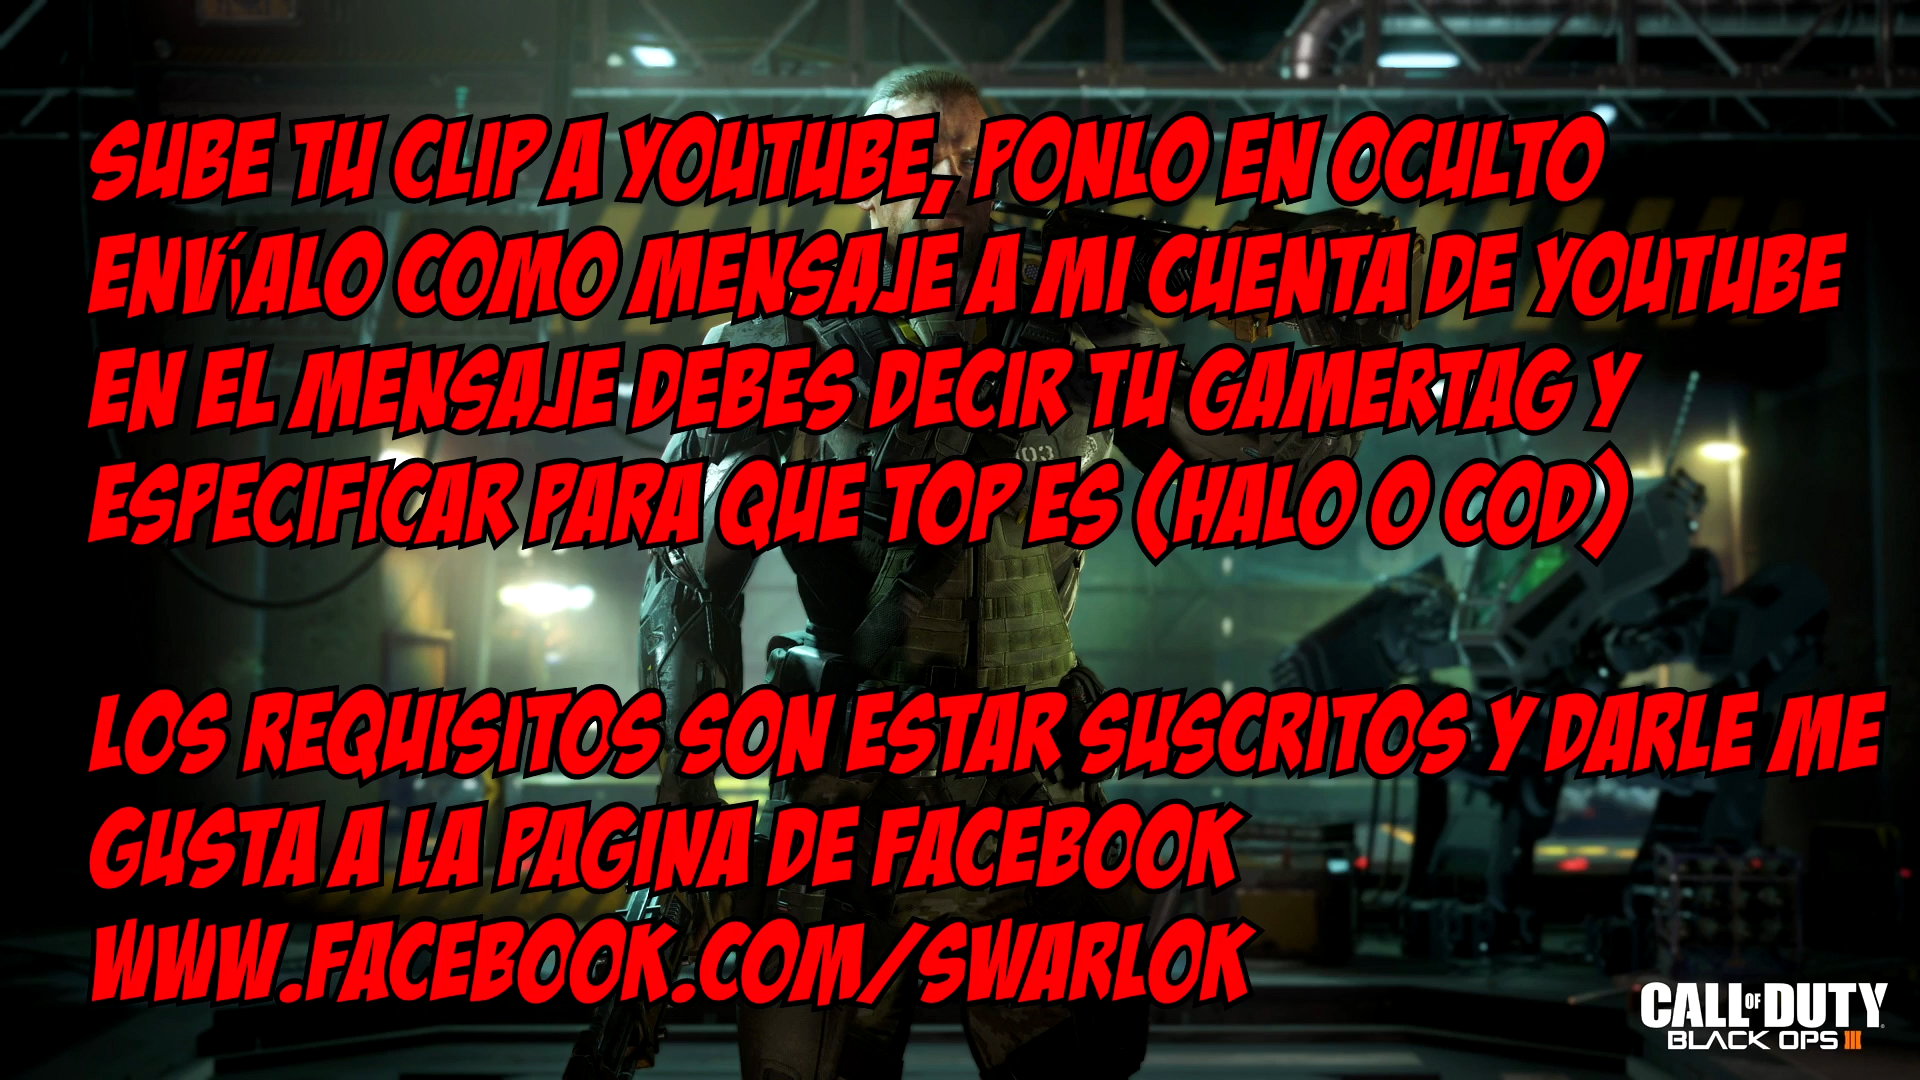 SUBE TU CLIP A YOUTUBE, PONLO EN OCULTO
ENVÍALO COMO MENSAJE A MI CUENTA DE YOUTUBE
EN EL MENSAJE DEBES DECIR TU GAMERTAG Y
ESPECIFICAR PARA QUE TOP ES (HALO O COD)
03
LOS REQUISITOS SON ESTAR SUSCRITOS Y DARLE ME
GUSTA A LA PAGINA DE FACEBOOK
WWW.FACEBOOK.COM/SWARLOK
CALL OF DUTY
BLACK OPS III